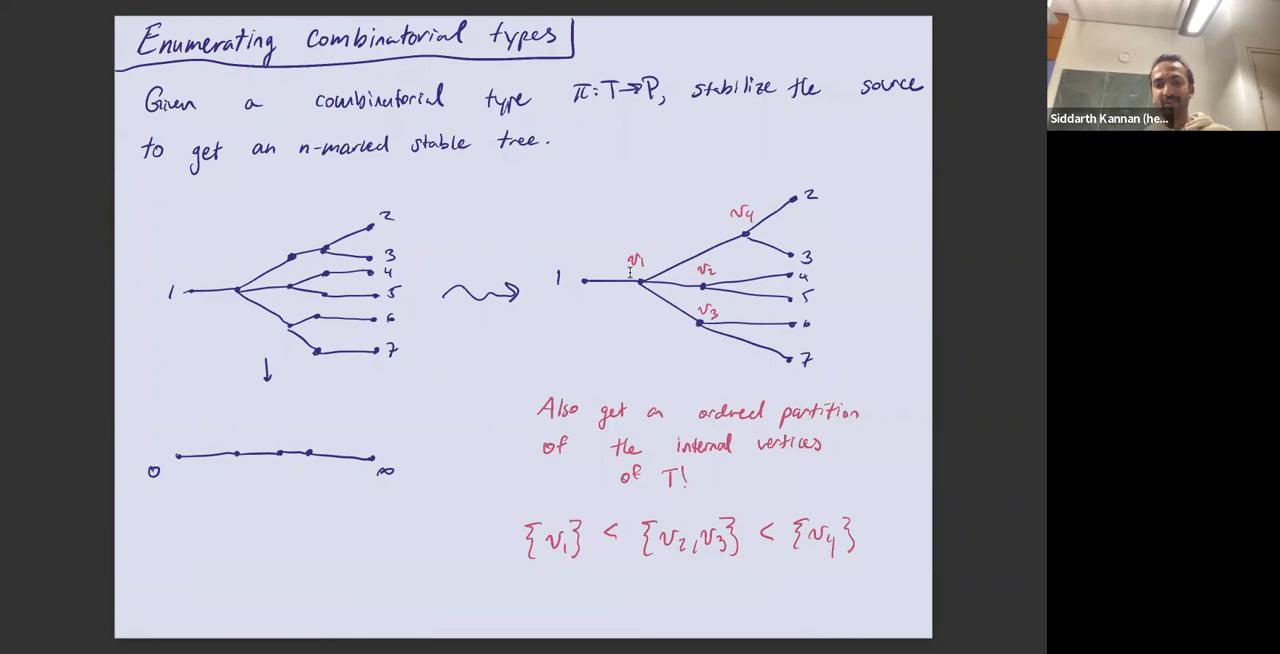 Enumerating combinatorial types
Given a combinatorial type π: T→P, stabilize the source
to get an n-marked stable tree.
1
2
3
4
5
6
7
0
∞
1
v1
v2
v3
v4
2
3
4
5
6
7
Also get an ordered partition
of the internal vertices
of T!
{v1} < {v2, v3} < {v4}
Siddarth Kannan (he...